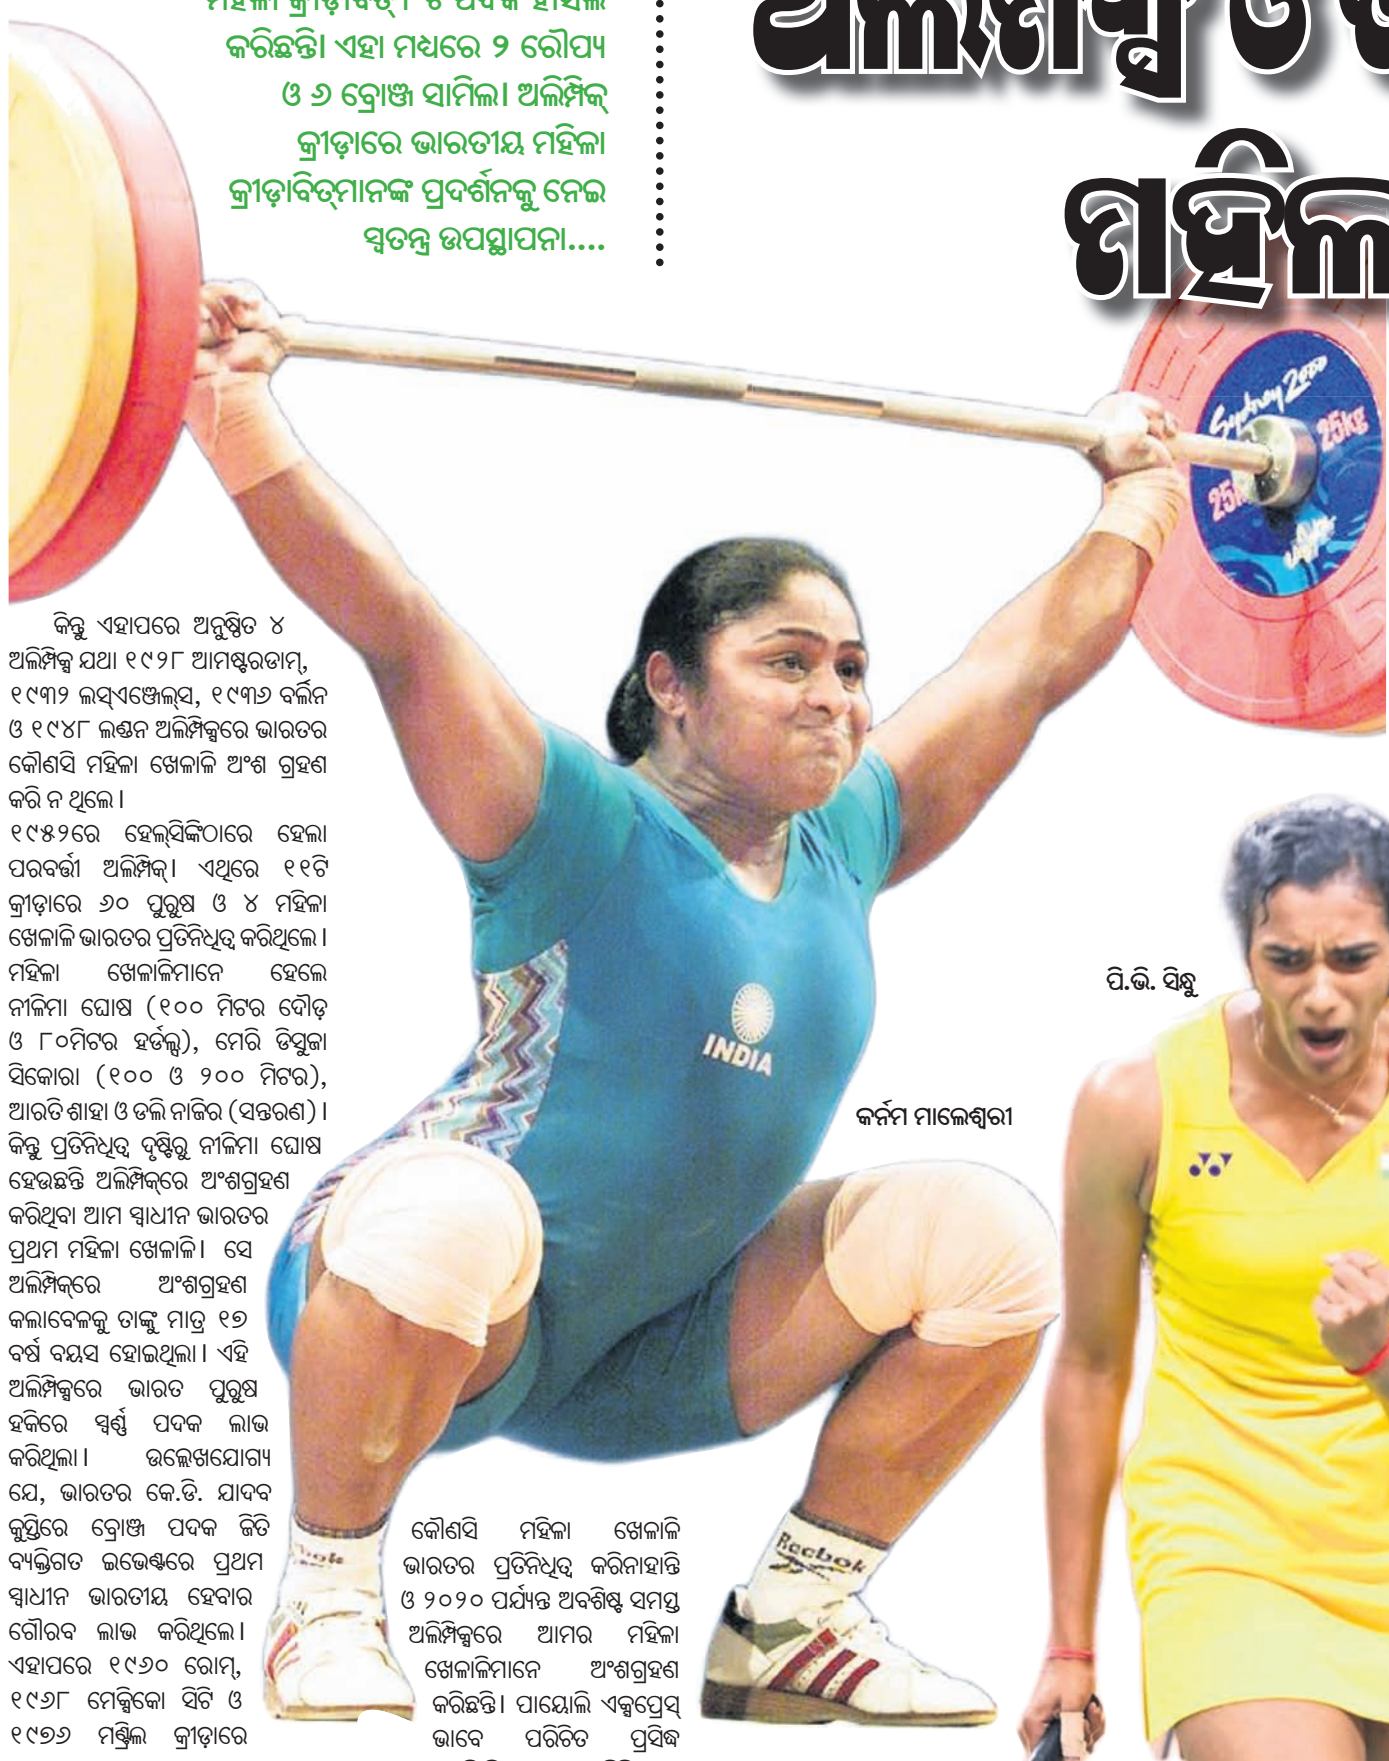 ମହିଳା କ୍ରୀଡ଼ାବିତ୍ ୮ ଟି ପଦକ ହାସଲ
କରିଛନ୍ତି। ଏହା ମଧ୍ୟରେ ୨ ରୌପ୍ୟ
ଓ ୬ ବ୍ରୋଞ୍ଜ ସାମିଲ। ଅଲିମ୍ପିକ୍
କ୍ରୀଡ଼ାରେ ଭାରତୀୟ ମହିଳା
କ୍ରୀଡ଼ାବିତ୍‌ମାନଙ୍କ ପ୍ରଦର୍ଶନକୁ ନେଇ
ସ୍ୱତନ୍ତ୍ର ଉପସ୍ଥାପନା....
ଅଲିମ୍ପିକ୍ସ ଓ
ମହିଳା
Sydney 2000
25kg
25
କିନ୍ତୁ ଏହାପରେ ଅନୁଷ୍ଠିତ ୪
ଅଲିମ୍ପିକ୍ସ ଯଥା ୧୯୨୮ ଆମଷ୍ଟରଡାମ୍,
୧୯୩୨ ଲସ୍‌ଏଞ୍ଜେଲ୍‌ସ, ୧୯୩୬ ବର୍ଲିନ
ଓ ୧୯୪୮ ଲଣ୍ଡନ ଅଲିମ୍ପିକ୍ସରେ ଭାରତର
କୌଣସି ମହିଳା ଖେଳାଳି ଅଂଶ ଗ୍ରହଣ
କରି ନ ଥିଲେ।
୧୯୫୨ରେ ହେଲ୍‌ସିଙ୍କିଠାରେ ହେଲା
ପରବର୍ତ୍ତୀ ଅଲିମ୍ପିକ୍। ଏଥିରେ ୧୧ଟି
କ୍ରୀଡ଼ାରେ ୬୦ ପୁରୁଷ ଓ ୪ ମହିଳା
ଖେଳାଳି ଭାରତର ପ୍ରତିନିଧିତ୍ୱ କରିଥିଲେ।
ମହିଳା ଖେଳାଳିମାନେ ହେଲେ
ନୀଳିମା ଘୋଷ (୧୦୦ ମିଟର ଦୌଡ଼
ଓ ୮୦ମିଟର ହର୍ଡଲ୍ସ), ମେରି ଡିସୁଜା
ସିକୋରା (୧୦୦ ଓ ୨୦୦ ମିଟର),
ଆରତି ଶାହା ଓ ଡଲି ନାଜିର (ସନ୍ତରଣ)।
କିନ୍ତୁ ପ୍ରତିନିଧିତ୍ୱ ଦୃଷ୍ଟିରୁ ନୀଳିମା ଘୋଷ
ହେଉଛନ୍ତି ଅଲିମ୍ପିକ୍‌ରେ ଅଂଶଗ୍ରହଣ
କରିଥିବା ଆମ ସ୍ୱାଧୀନ ଭାରତର
ପ୍ରଥମ ମହିଳା ଖେଳାଳି। ସେ
ଅଲିମ୍ପିକ୍‌ରେ ଅଂଶଗ୍ରହଣ
କଲାବେଳକୁ ତାଙ୍କୁ ମାତ୍ର ୧୭
ବର୍ଷ ବୟସ ହୋଇଥିଲା। ଏହି
ଅଲିମ୍ପିକ୍ସରେ ଭାରତ ପୁରୁଷ
ହକିରେ ସ୍ୱର୍ଣ୍ଣ ପଦକ ଲାଭ
କରିଥିଲା। ଉଲ୍ଲେଖଯୋଗ୍ୟ
ଯେ, ଭାରତର କେ.ଡି. ଯାଦବ
କୁସ୍ତିରେ ବ୍ରୋଞ୍ଜ ପଦକ ଜିତି
ବ୍ୟକ୍ତିଗତ ଇଭେଣ୍ଟରେ ପ୍ରଥମ
ସ୍ୱାଧୀନ ଭାରତୀୟ ହେବାର
ଗୌରବ ଲାଭ କରିଥିଲେ।
ଏହାପରେ ୧୯୬୦ ରୋମ୍,
୧୯୬୮ ମେକ୍ସିକୋ ସିଟି ଓ
୧୯୭୬ ମଣ୍ଟ୍ରିଲ କ୍ରୀଡ଼ାରେ
INDIA
ପି.ଭି. ସିନ୍ଧୁ
କର୍ନମ ମାଲେଶ୍ୱରୀ
Reebok
କୌଣସି ମହିଳା ଖେଳାଳି
ଭାରତର ପ୍ରତିନିଧିତ୍ୱ କରିନାହାନ୍ତି
ଓ ୨୦୨୦ ପର୍ଯ୍ୟନ୍ତ ଅବଶିଷ୍ଟ ସମସ୍ତ
ଅଲିମ୍ପିକ୍ସରେ ଆମର ମହିଳା
ଖେଳାଳିମାନେ ଅଂଶଗ୍ରହଣ
କରିଛନ୍ତି। ପାୟୋଲି ଏକ୍ସପ୍ରେସ୍
ଭାବେ ପରିଚିତ ପ୍ରସିଦ୍ଧ